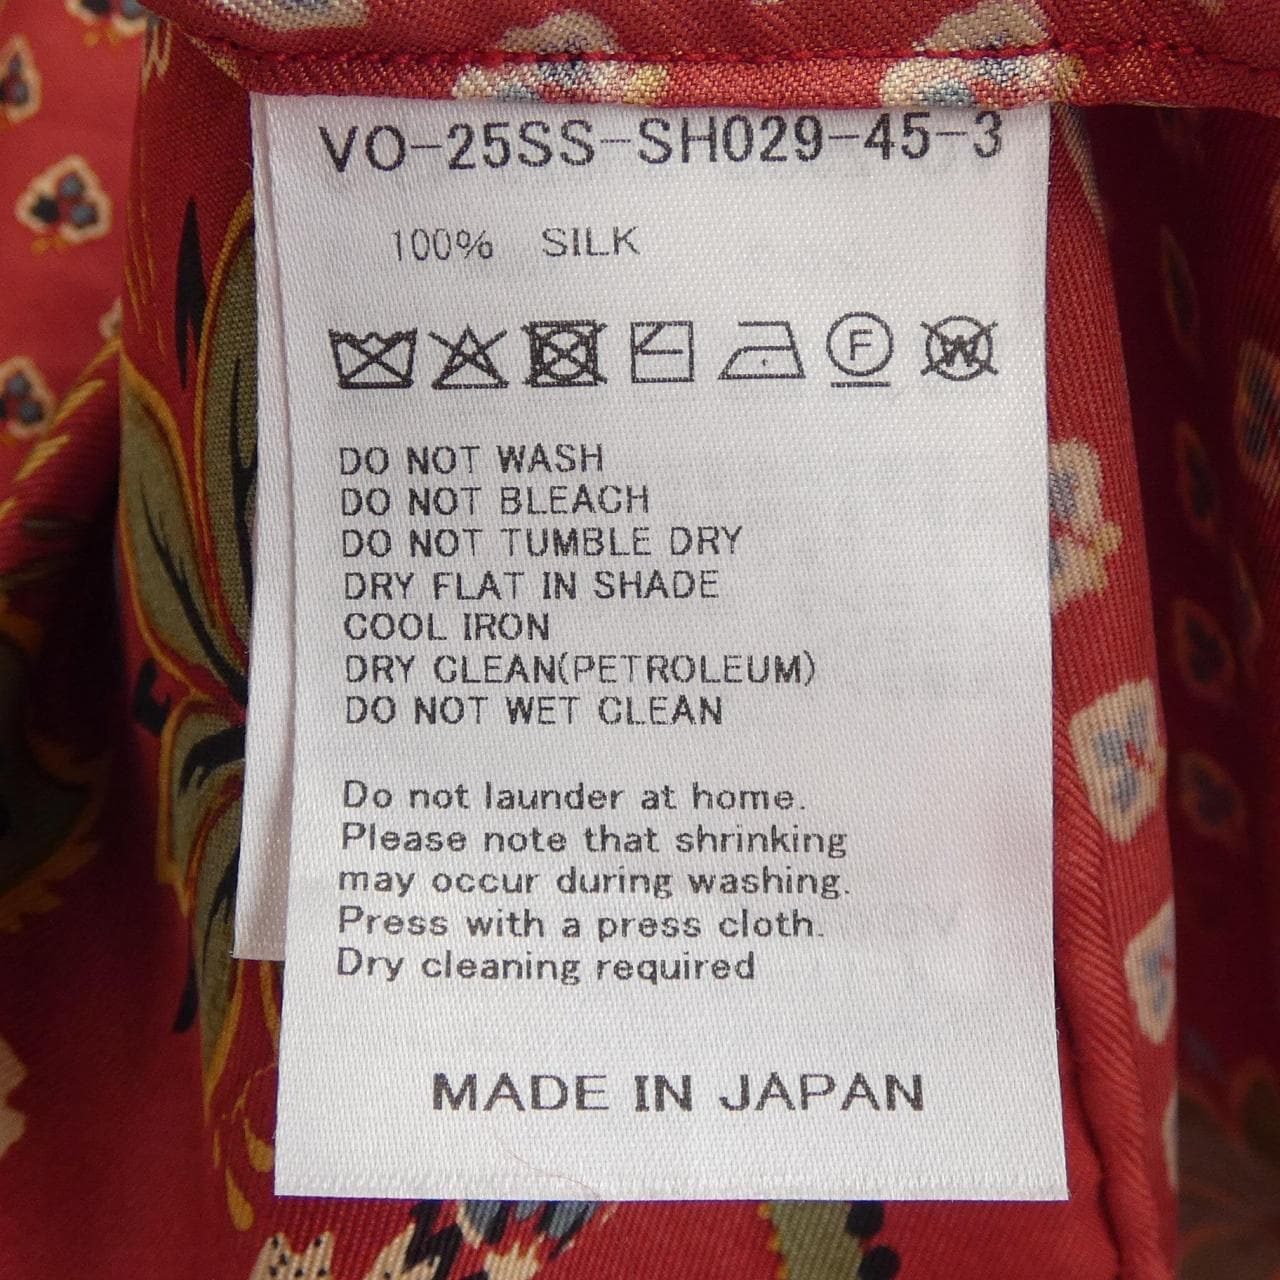 VO-25SS-SH029-45-3
100% SILK
F W
DO NOT WASH
DO NOT BLEACH
DO NOT TUMBLE DRY
DRY FLAT IN SHADE
COOL IRON
DRY CLEAN(PETROLEUM)
DO NOT WET CLEAN
Do not launder at home.
Please note that shrinking
may occur during washing.
Press with a press cloth.
Dry cleaning required
MADE IN JAPAN